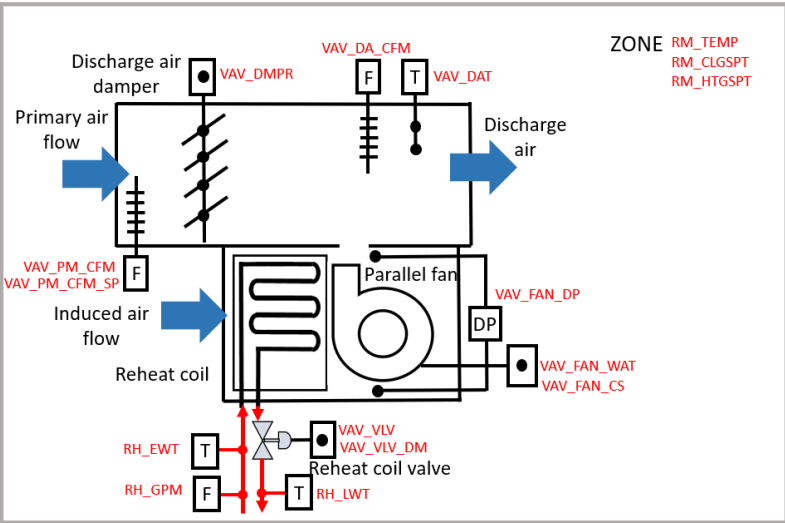 VAV_DA_CFM
ZONE RM_TEMP
RM_CLGSPT
RM_HTGSPT
Discharge air
damper
VAV_DMPR
F
T
VAV_DAT
Primary air
flow
Discharge
air
VAV_PM_CFM
VAV_PM_CFM_SP
F
Parallel fan
VAV_FAN_DP
DP
Induced air
flow
Reheat coil
VAV_FAN_WAT
VAV_FAN_CS
VAV_VLV
VAV_VLV_DM
RH_EWT
T
Reheat coil valve
RH_GPM
F
T
RH_LWT